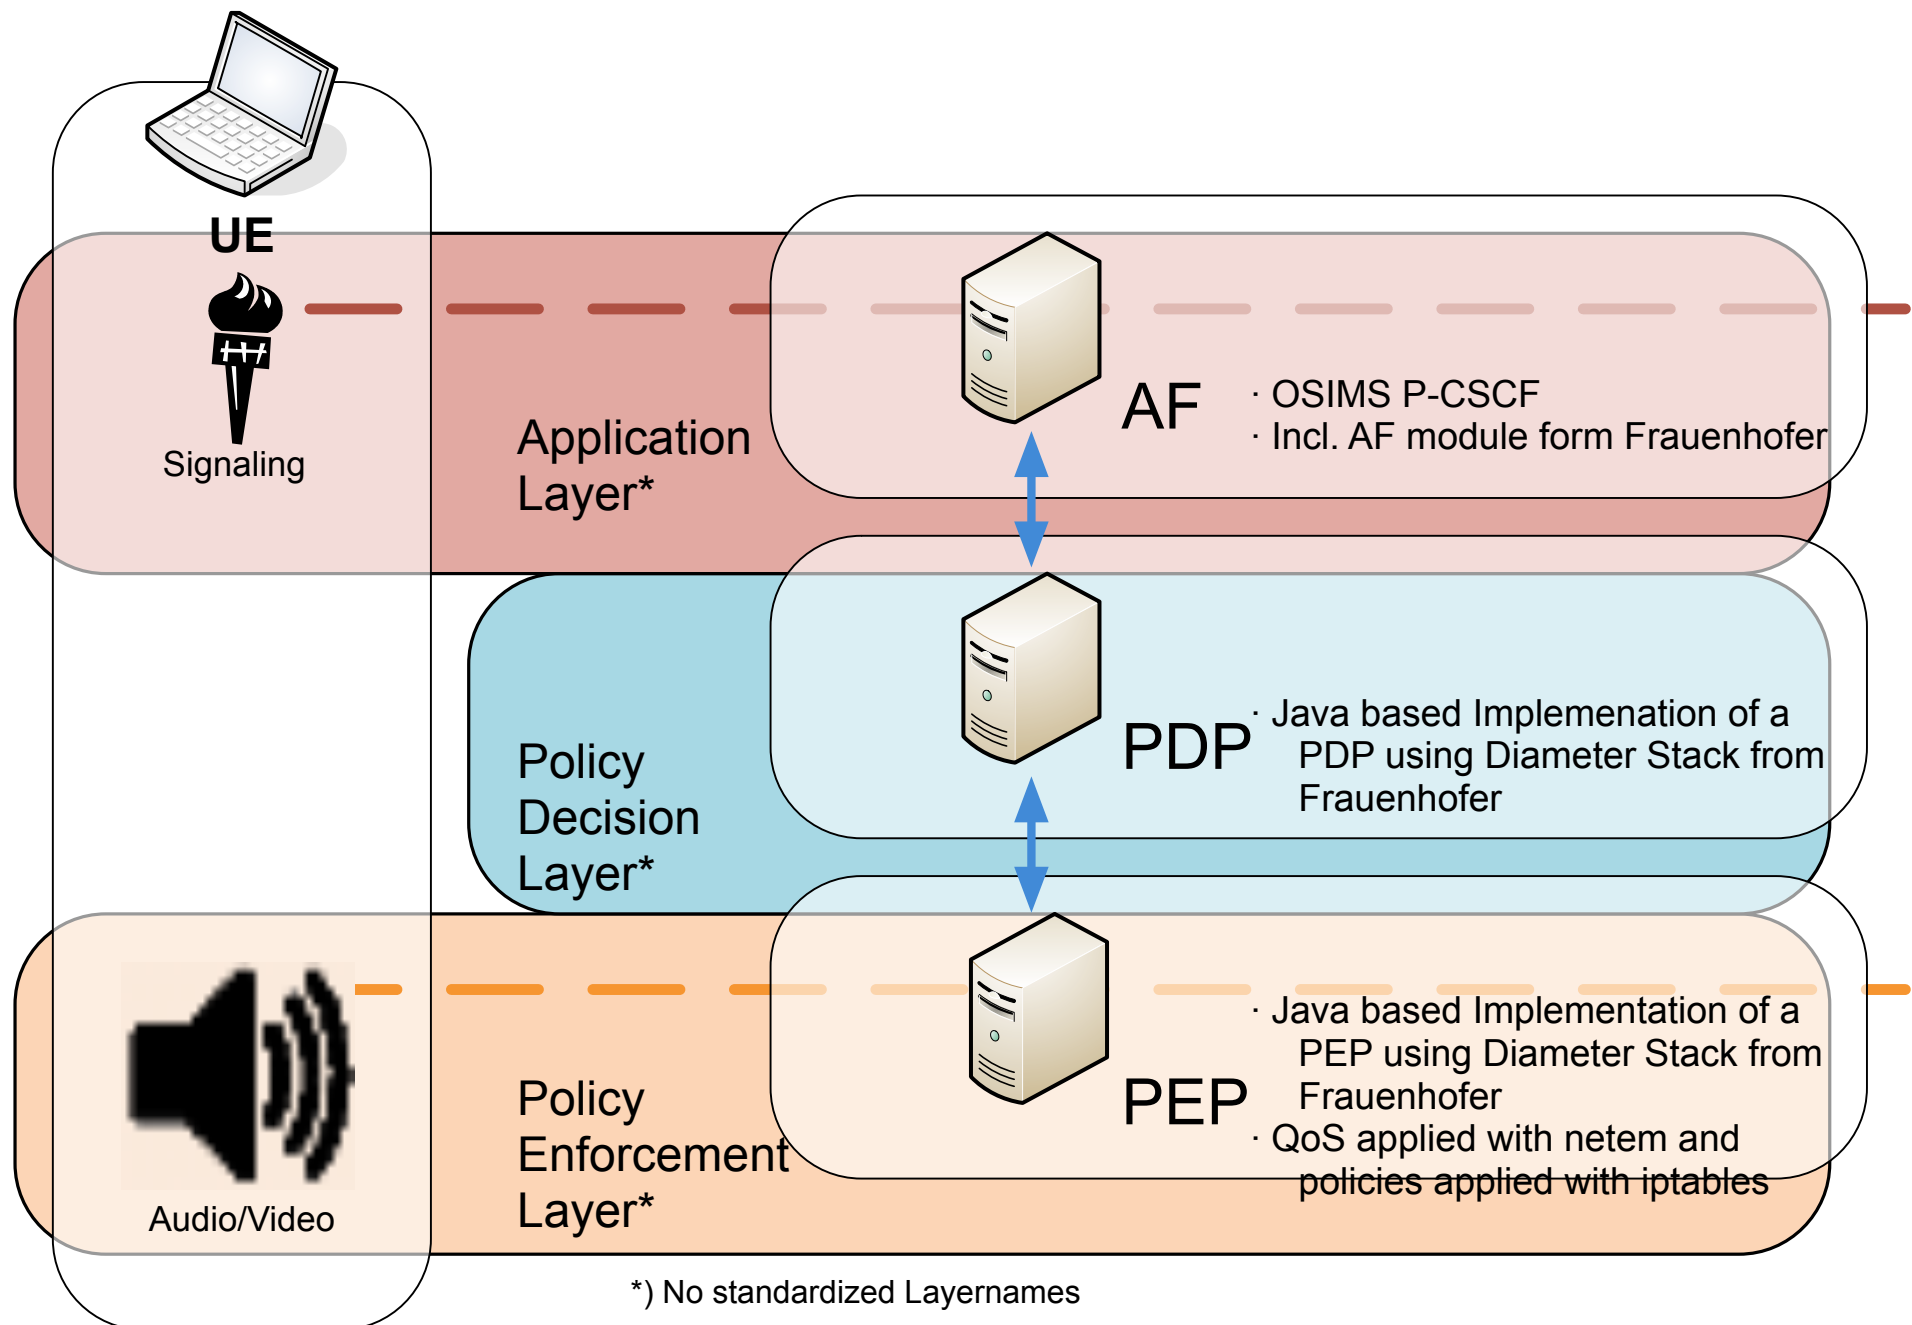 UE
Signaling
Application
Layer*
AF
· OSIMS P-CSCF
· Incl. AF module form Frauenhofer
Policy
Decision
Layer*
PDP
· Java based Implemenation of a
PDP using Diameter Stack from
Frauenhofer
Audio/Video
Policy
Enforcement
Layer*
PEP
· Java based Implementation of a
PEP using Diameter Stack from
Frauenhofer
· QoS applied with netem and
policies applied with iptables
*) No standardized Layernames